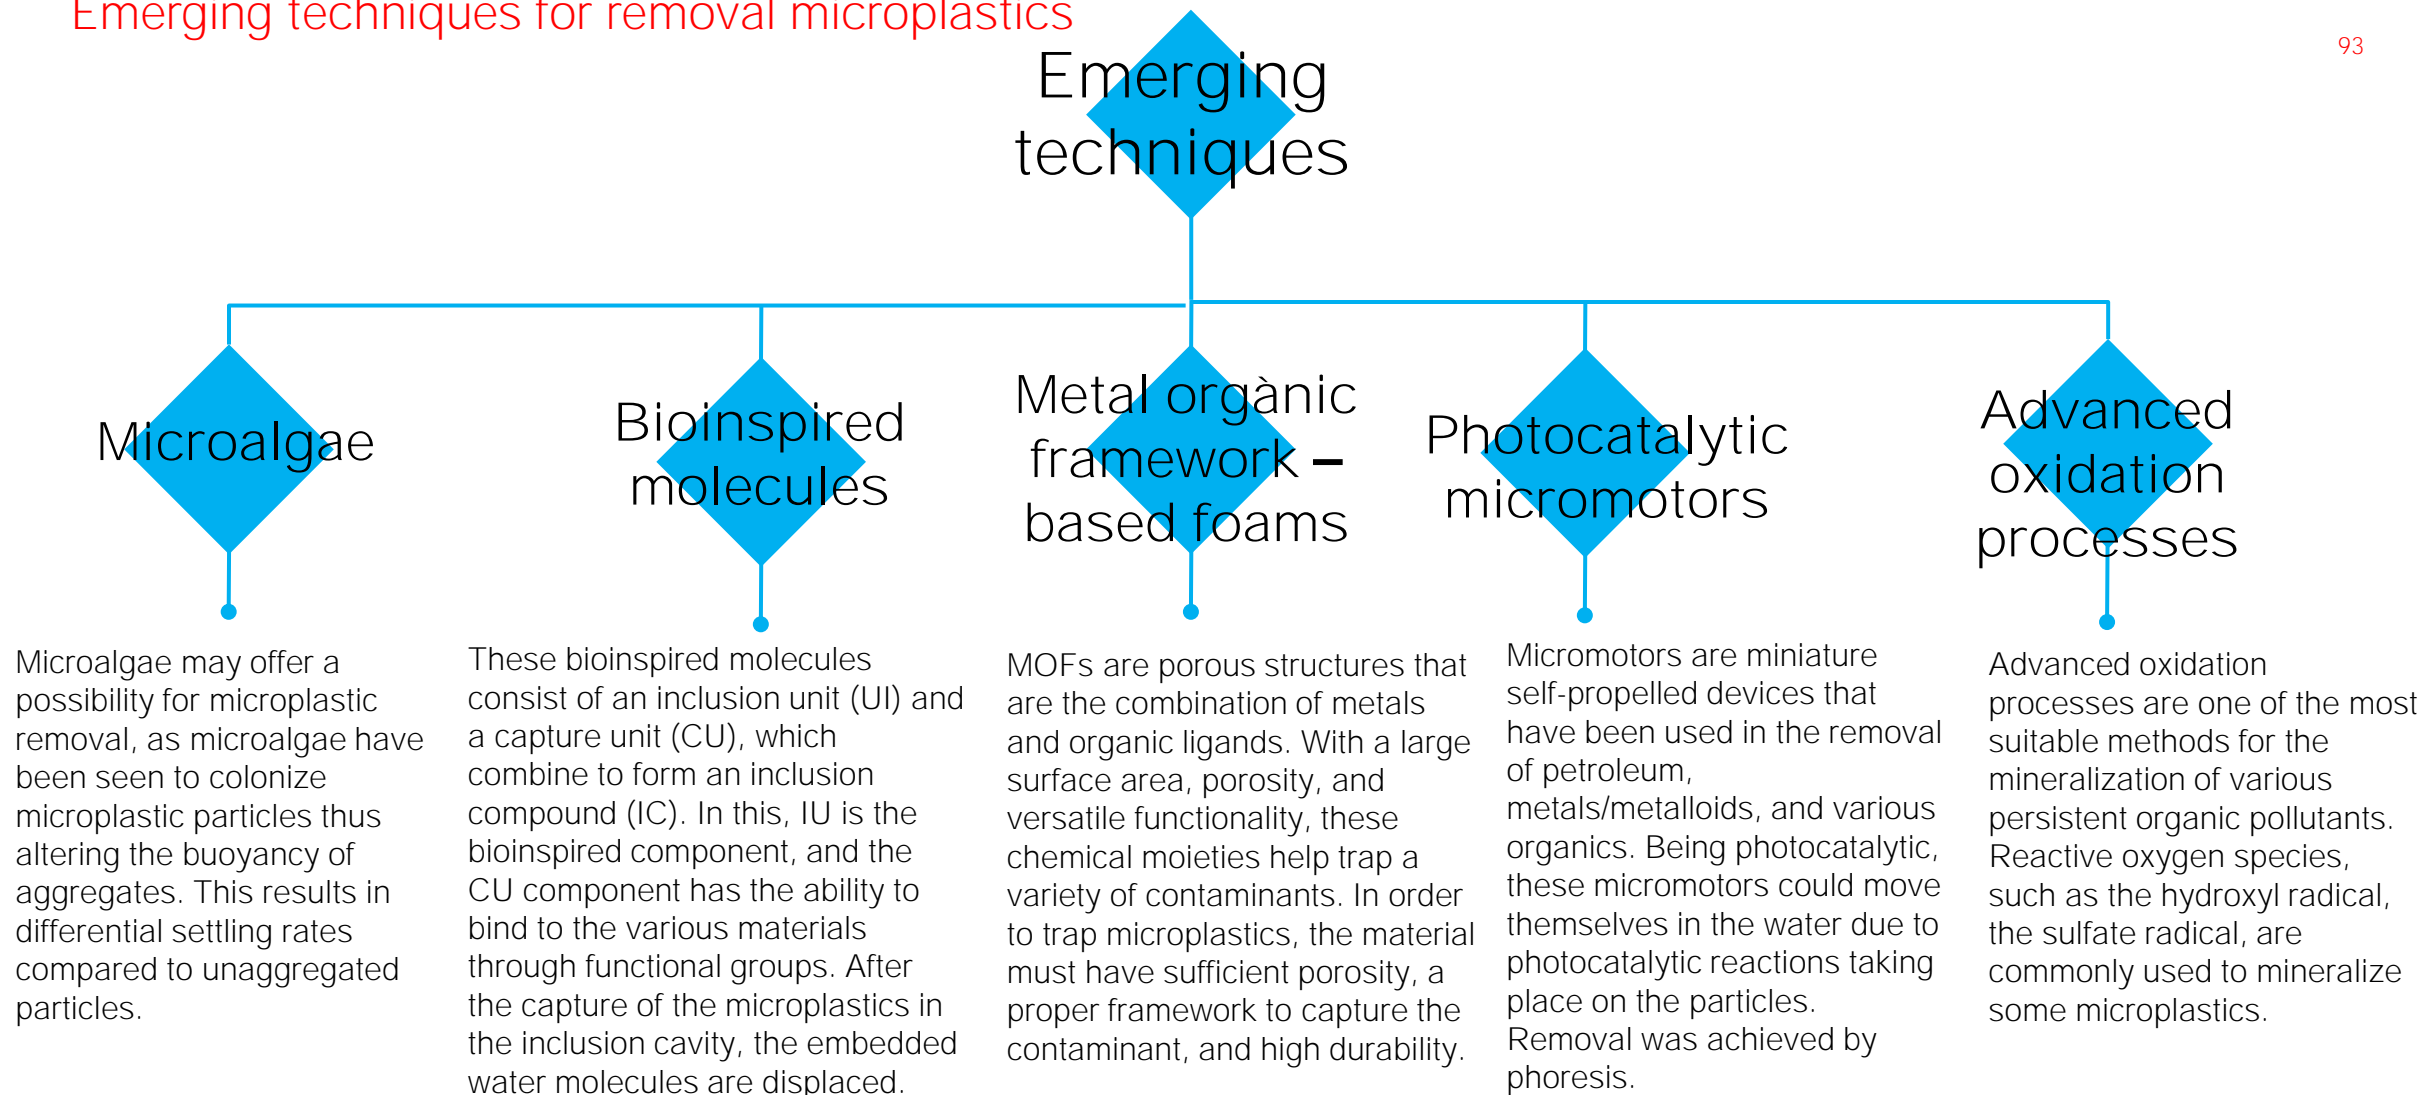 Emerging techniques for removal microplastics
93
Emerging
techniques
Microalgae
Bioinspired
molecules
Metal orgànic
framework –
based foams
Photocatalytic
micromotors
Advanced
oxidation
processes
Microalgae may offer a
possibility for microplastic
removal, as microalgae have
been seen to colonize
microplastic particles thus
altering the buoyancy of
aggregates. This results in
differential settling rates
compared to unaggregated
particles.
These bioinspired molecules
consist of an inclusion unit (UI) and
a capture unit (CU), which
combine to form an inclusion
compound (IC). In this, IU is the
bioinspired component, and the
CU component has the ability to
bind to the various materials
through functional groups. After
the capture of the microplastics in
the inclusion cavity, the embedded
water molecules are displaced.
MOFs are porous structures that
are the combination of metals
and organic ligands. With a large
surface area, porosity, and
versatile functionality, these
chemical moieties help trap a
variety of contaminants. In order
to trap microplastics, the material
must have sufficient porosity, a
proper framework to capture the
contaminant, and high durability.
Micromotors are miniature
self-propelled devices that
have been used in the removal
of petroleum,
metals/metalloids, and various
organics. Being photocatalytic,
these micromotors could move
themselves in the water due to
photocatalytic reactions taking
place on the particles.
Removal was achieved by
phoresis.
Advanced oxidation
processes are one of the most
suitable methods for the
mineralization of various
persistent organic pollutants.
Reactive oxygen species,
such as the hydroxyl radical,
the sulfate radical, are
commonly used to mineralize
some microplastics.